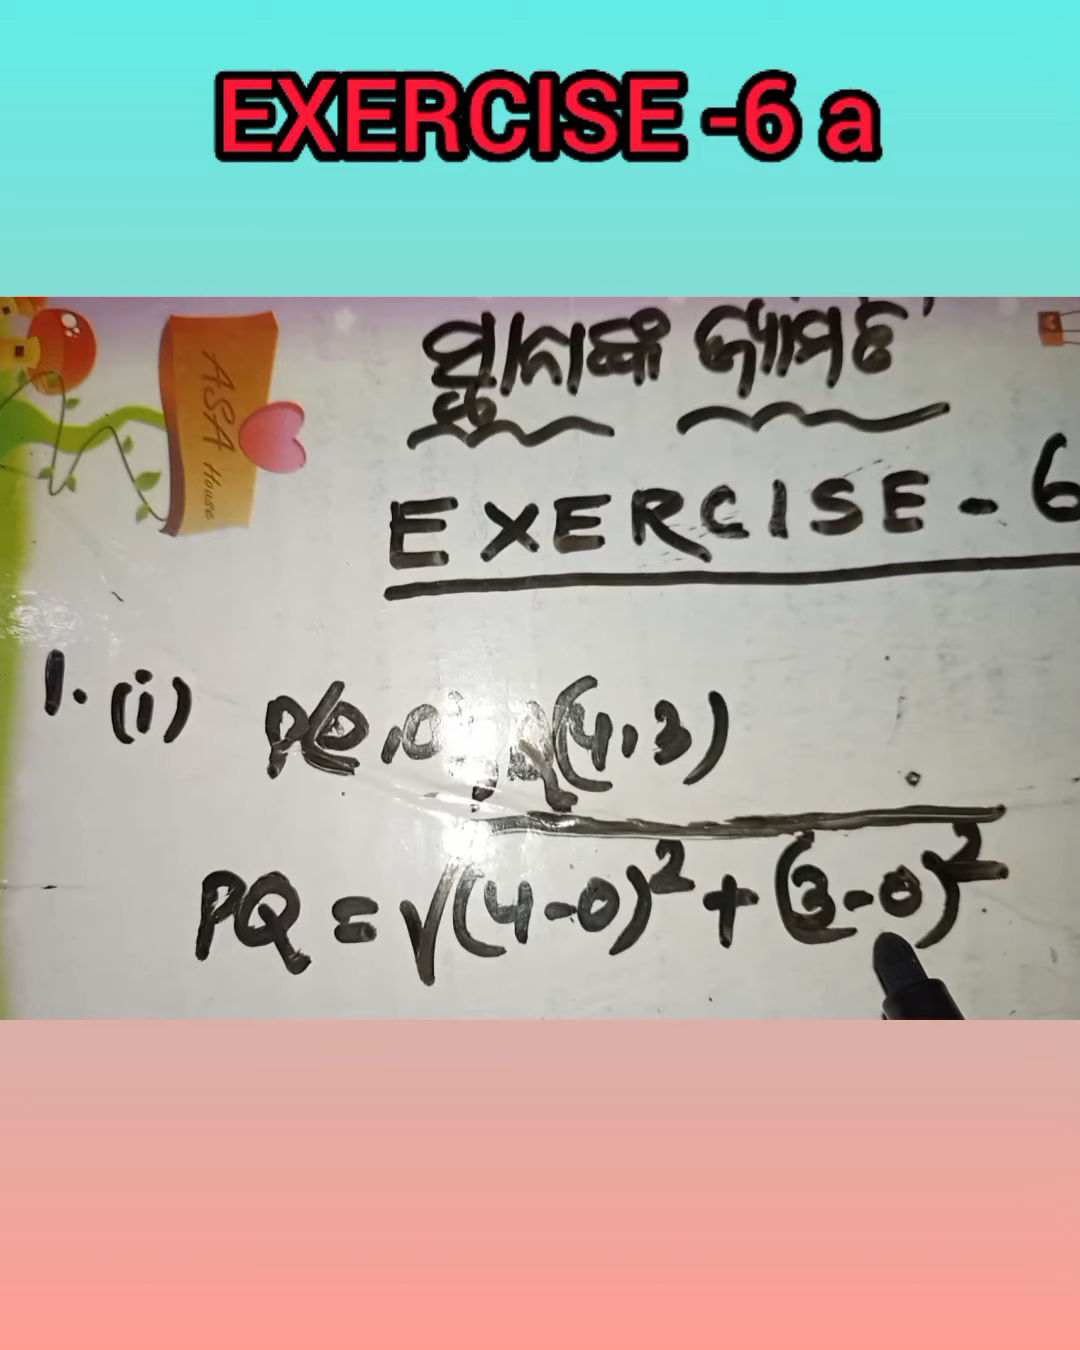 EXERCISE -6 a
ସ୍ଥାନାଙ୍କ ଜ୍ୟାମିତି
ASA House
EXERCISE - 6
1. (i) P(0,0), Q(4,3)
PQ = √(4-0)² + (3-0)²